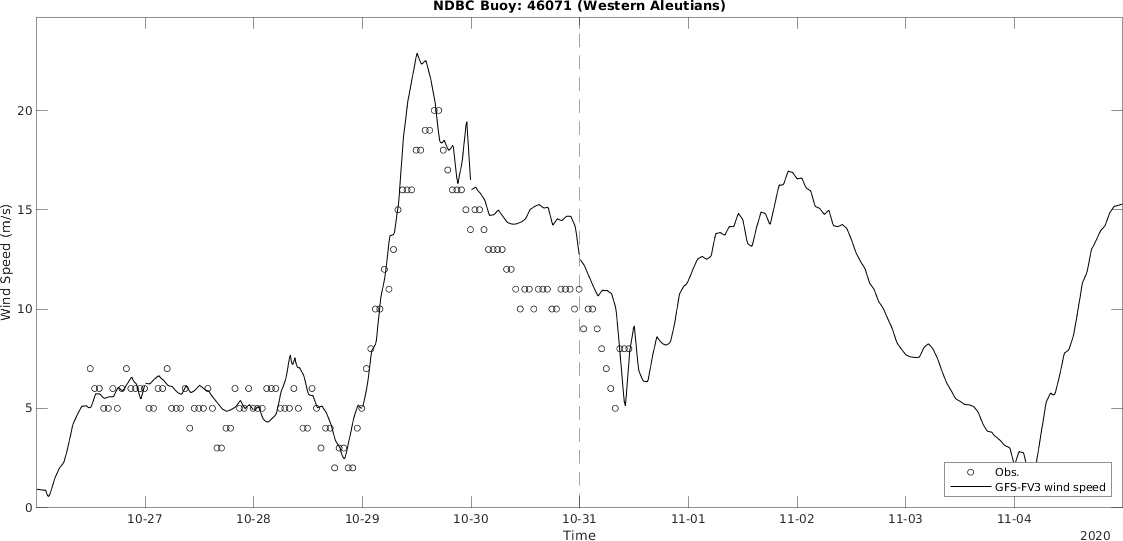 NDBC Buoy: 46071 (Western Aleutians)
Wind Speed (m/s)
20
15
10
5
0
10-27 10-28 10-29 10-30 10-31 11-01 11-02 11-03 11-04
Time
2020
Obs.
GFS-FV3 wind speed